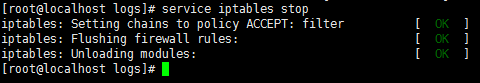 [root@localhost logs]# service iptables stop
iptables: Setting chains to policy ACCEPT: filter          [  OK  ]
iptables: Flushing firewall rules:                         [  OK  ]
iptables: Unloading modules:                               [  OK  ]
[root@localhost logs]#